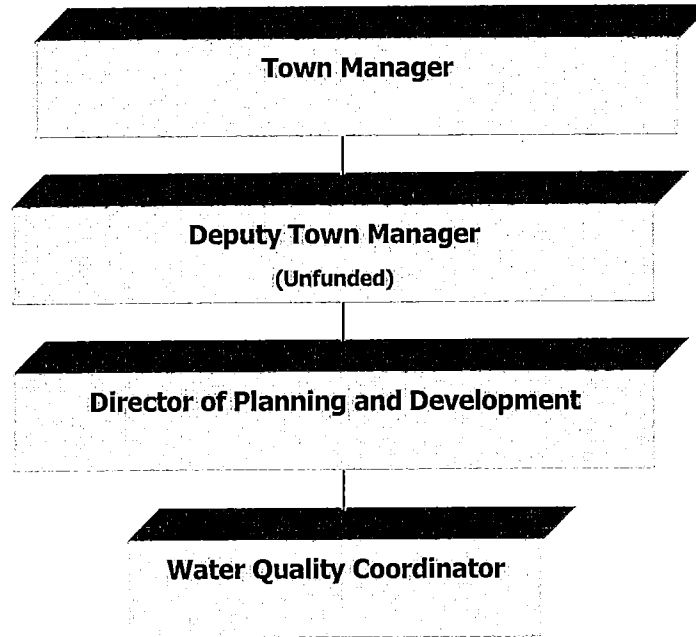 Town Manager
Deputy Town Manager
(Unfunded)
Director of Planning and Development
Water Quality Coordinator